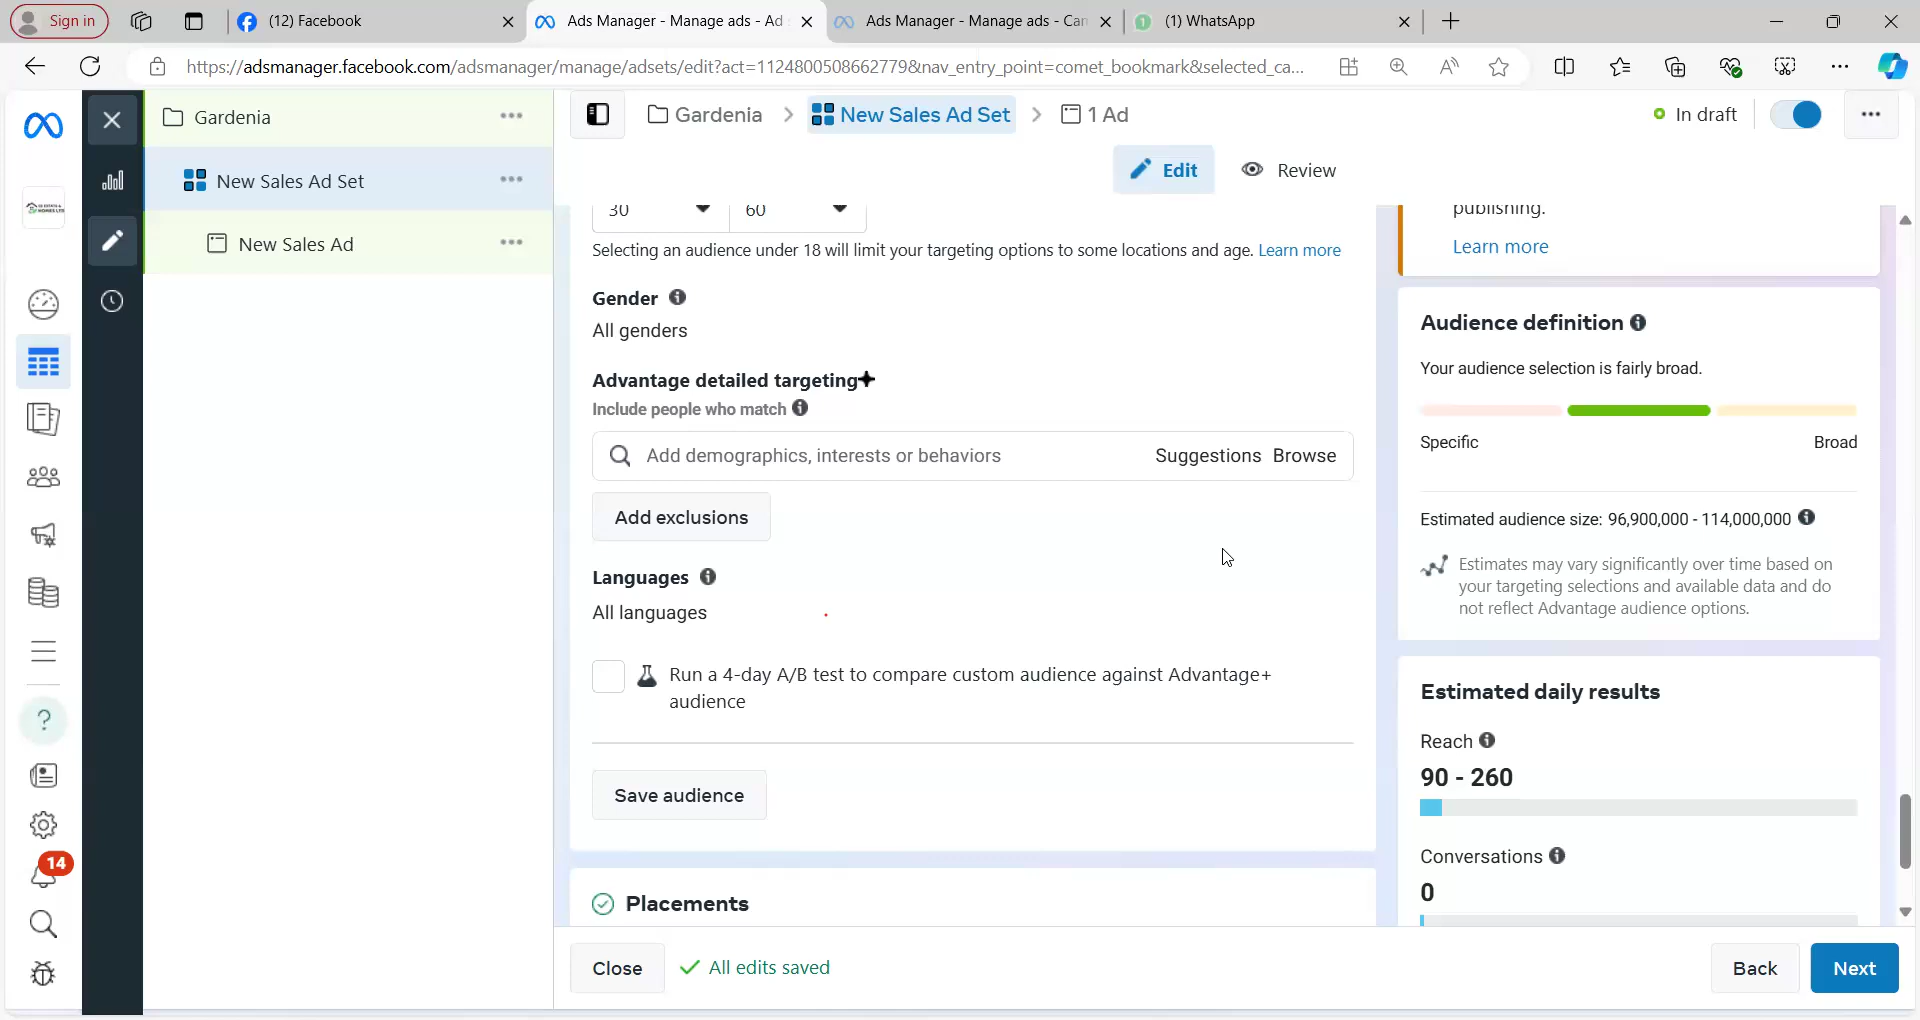 Sign in
(12) Facebook
Ads Manager - Manage ads - Ad
Ads Manager - Manage ads - Can
(1) WhatsApp
https://adsmanager.facebook.com/adsmanager/manage/adsets/edit?act=1124800508662779&nav_entry_point=comet_bookmark&selected_ca...
Gardenia
New Sales Ad Set
New Sales Ad
Gardenia
New Sales Ad Set
1 Ad
In draft
Edit
Review
30
60
Selecting an audience under 18 will limit your targeting options to some locations and age. Learn more
Gender
All genders
Advantage detailed targeting
Include people who match
Add demographics, interests or behaviors
Suggestions
Browse
Add exclusions
Languages
All languages
Run a 4-day A/B test to compare custom audience against Advantage+
audience
Save audience
Placements
publishing.
Learn more
Audience definition
Your audience selection is fairly broad.
Specific
Broad
Estimated audience size: 96,900,000 - 114,000,000
Estimates may vary significantly over time based on
your targeting selections and available data and do
not reflect Advantage audience options.
Estimated daily results
Reach
90 - 260
Conversations
0
14
Close
All edits saved
Back
Next